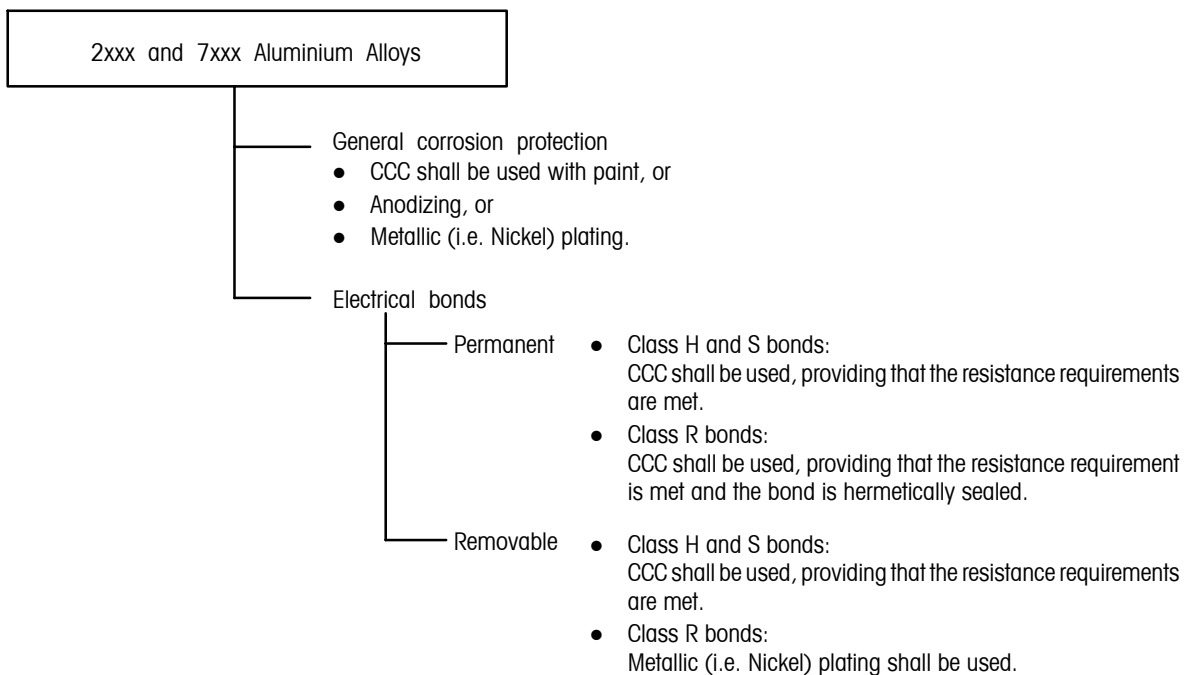 2xxx and 7xxx Aluminium Alloys
General corrosion protection
● CCC shall be used with paint, or
● Anodizing, or
● Metallic (i.e. Nickel) plating.
Electrical bonds
Permanent ● Class H and S bonds:
CCC shall be used, providing that the resistance requirements
are met.
● Class R bonds:
CCC shall be used, providing that the resistance requirement
is met and the bond is hermetically sealed.
Removable ● Class H and S bonds:
CCC shall be used, providing that the resistance requirements
are met.
● Class R bonds:
Metallic (i.e. Nickel) plating shall be used.